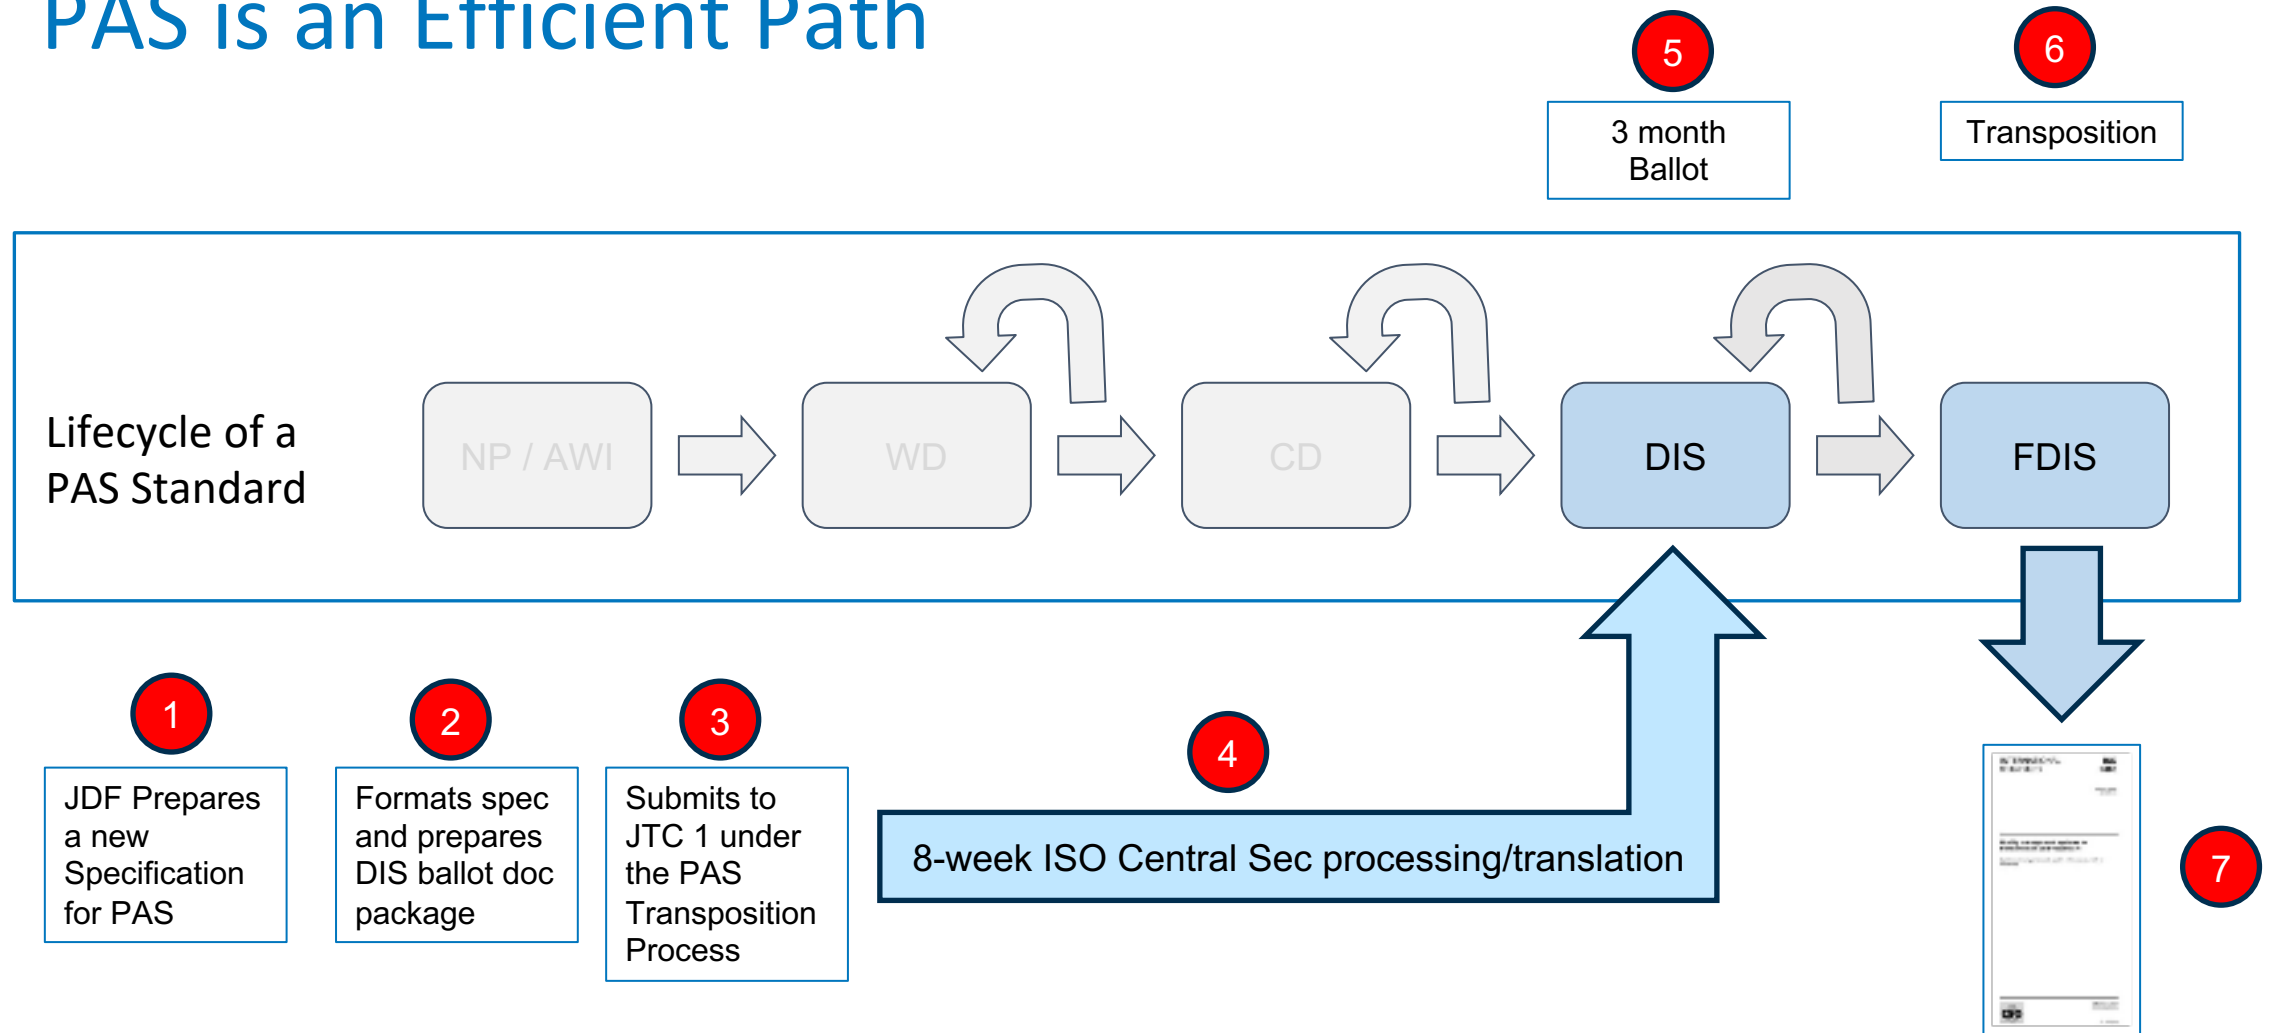 PAS is an Efficient Path
5
6
3 month
Ballot
Transposition
Lifecycle of a
PAS Standard
NP / AWI
WD
CD
DIS
FDIS
1
2
3
4
JDF Prepares
a new
Specification
for PAS
Formats spec
and prepares
DIS ballot doc
package
Submits to
JTC 1 under
the PAS
Transposition
Process
8-week ISO Central Sec processing/translation
7